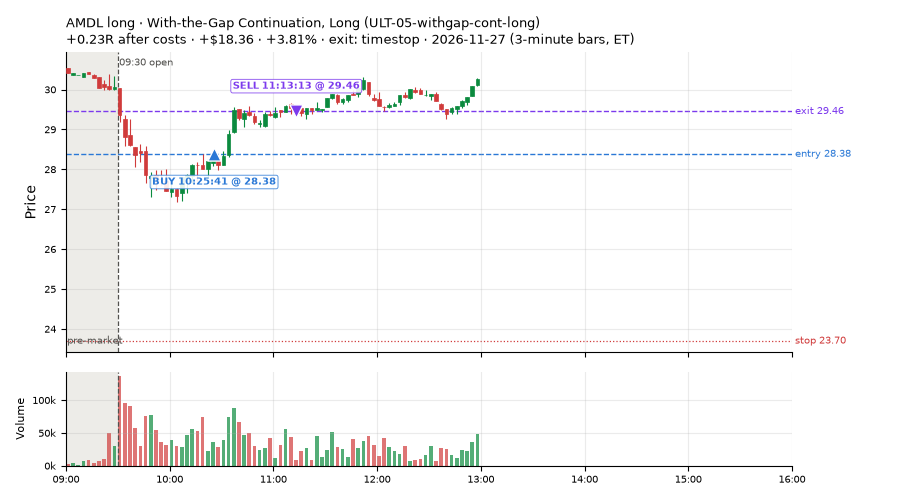 AMDL long · With-the-Gap Continuation, Long (ULT-05-withgap-cont-long)
+0.23R after costs · +$18.36 · +3.81% · exit: timestop · 2026-11-27 (3-minute bars, ET)
09:30 open
SELL 11:13:13 @ 29.46
BUY 10:25:41 @ 28.38
exit 29.46
entry 28.38
stop 23.70
pre-market
Price
30
29
28
27
26
25
24
Volume
100k
50k
0k
09:00
10:00
11:00
12:00
13:00
14:00
15:00
16:00